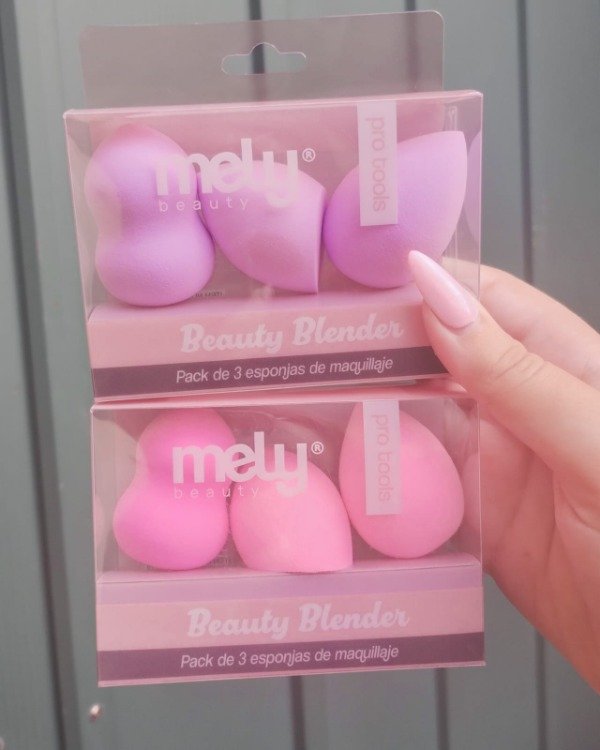 mely®
beauty
pro tools
Beauty Blender
Pack de 3 esponjas de maquillaje
mely®
beauty
pro tools
Beauty Blender
Pack de 3 esponjas de maquillaje